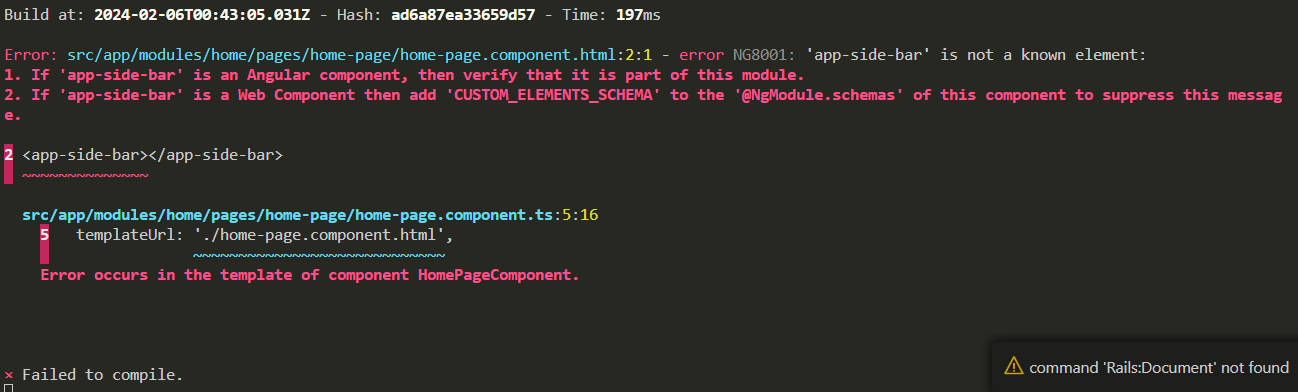 Build at: 2024-02-06T00:43:05.031Z - Hash: ad6a87ea33659d57 - Time: 197ms
Error: src/app/modules/home/pages/home-page/home-page.component.html:2:1 - error NG8001: 'app-side-bar' is not a known element:
1. If 'app-side-bar' is an Angular component, then verify that it is part of this module.
2. If 'app-side-bar' is a Web Component then add 'CUSTOM_ELEMENTS_SCHEMA' to the '@NgModule.schemas' of this component to suppress this messag
e.
2 <app-side-bar></app-side-bar>
~~~~~~~~~~~~~~
src/app/modules/home/pages/home-page/home-page.component.ts:5:16
5 templateUrl: './home-page.component.html',
~~~~~~~~~~~~~~~~~~~~~~~~~~~~
Error occurs in the template of component HomePageComponent.
× Failed to compile.
command 'Rails:Document' not found